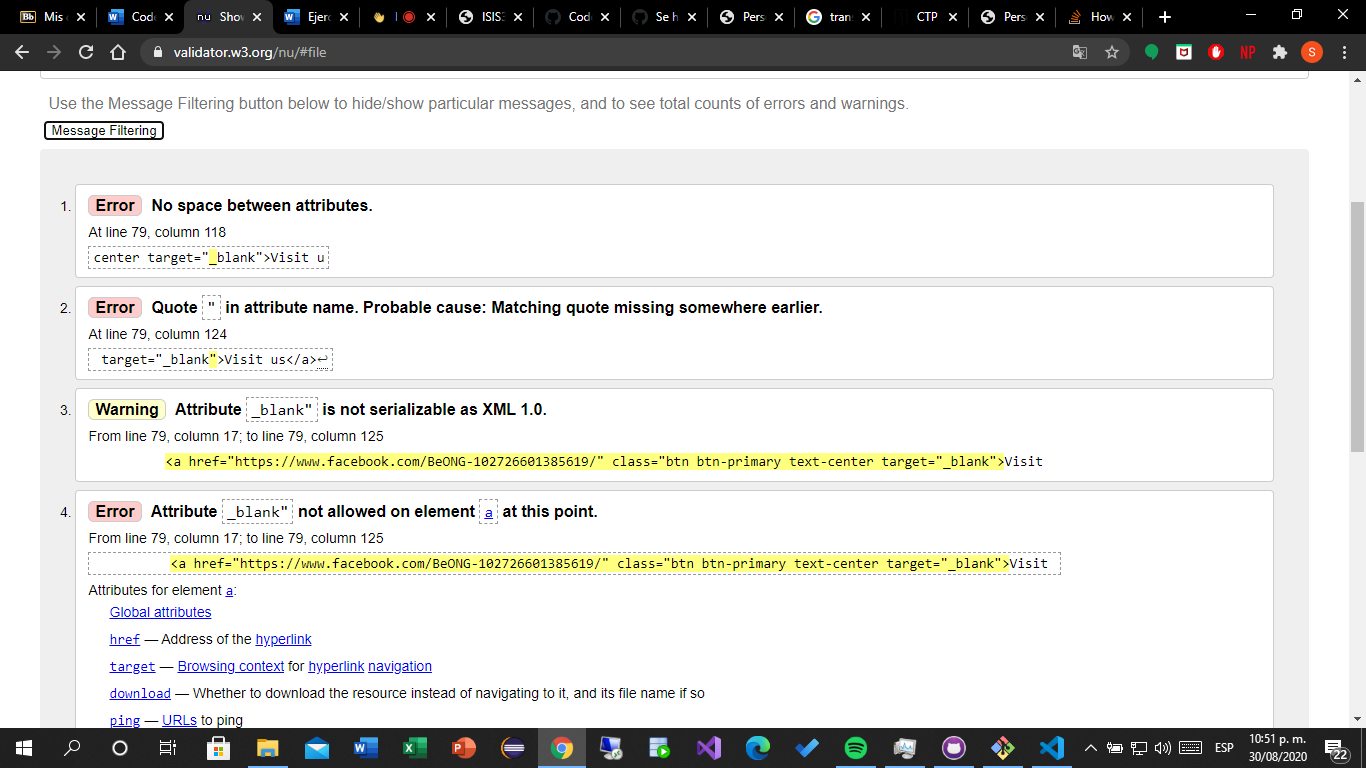 Bb Mis
Code
nu Show
Ejerc
I
ISIS
Codi
Se h
Pers
tran
CTP
Pers
How
validator.w3.org/nu/#file
NP
S
Use the Message Filtering button below to hide/show particular messages, and to see total counts of errors and warnings.
Message Filtering
1. Error No space between attributes.
At line 79, column 118
center target="_blank">Visit u
2. Error Quote " in attribute name. Probable cause: Matching quote missing somewhere earlier.
At line 79, column 124
target="_blank">Visit us</a>↩
3. Warning Attribute _blank" is not serializable as XML 1.0.
From line 79, column 17; to line 79, column 125
<a href="https://www.facebook.com/BeONG-102726601385619/" class="btn btn-primary text-center target="_blank">Visit
4. Error Attribute _blank" not allowed on element a at this point.
From line 79, column 17; to line 79, column 125
<a href="https://www.facebook.com/BeONG-102726601385619/" class="btn btn-primary text-center target="_blank">Visit
Attributes for element a:
Global attributes
href — Address of the hyperlink
target — Browsing context for hyperlink navigation
download — Whether to download the resource instead of navigating to it, and its file name if so
ping — URLs to ping
ESP
10:51 p. m.
30/08/2020
22